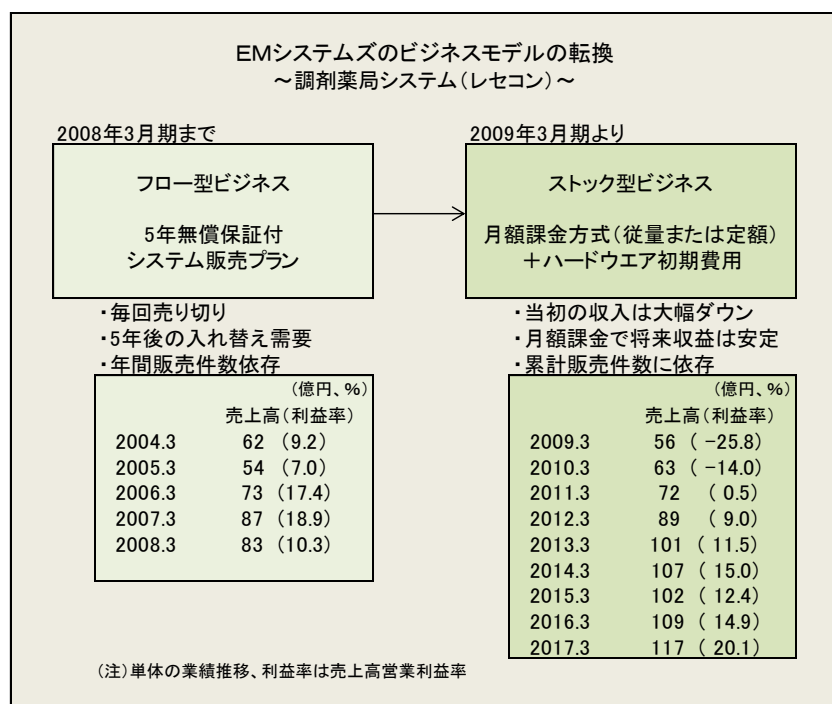 EMシステムズのビジネスモデルの転換
～調剤薬局システム(レセコン)～
2008年3月期まで
フロー型ビジネス
5年無償保証付
システム販売プラン
・毎回売り切り
・5年後の入れ替え需要
・年間販売件数依存
(億円、%)
売上高(利益率)
2004.3 62 (9.2)
2005.3 54 (7.0)
2006.3 73 (17.4)
2007.3 87 (18.9)
2008.3 83 (10.3)
2009年3月期より
ストック型ビジネス
月額課金方式(従量または定額)
＋ハードウエア初期費用
・当初の収入は大幅ダウン
・月額課金で将来収益は安定
・累計販売件数に依存
(億円、%)
売上高(利益率)
2009.3 56 ( -25.8)
2010.3 63 ( -14.0)
2011.3 72 ( 0.5)
2012.3 89 ( 9.0)
2013.3 101 ( 11.5)
2014.3 107 ( 15.0)
2015.3 102 ( 12.4)
2016.3 109 ( 14.9)
2017.3 117 ( 20.1)
(注)単体の業績推移、利益率は売上高営業利益率